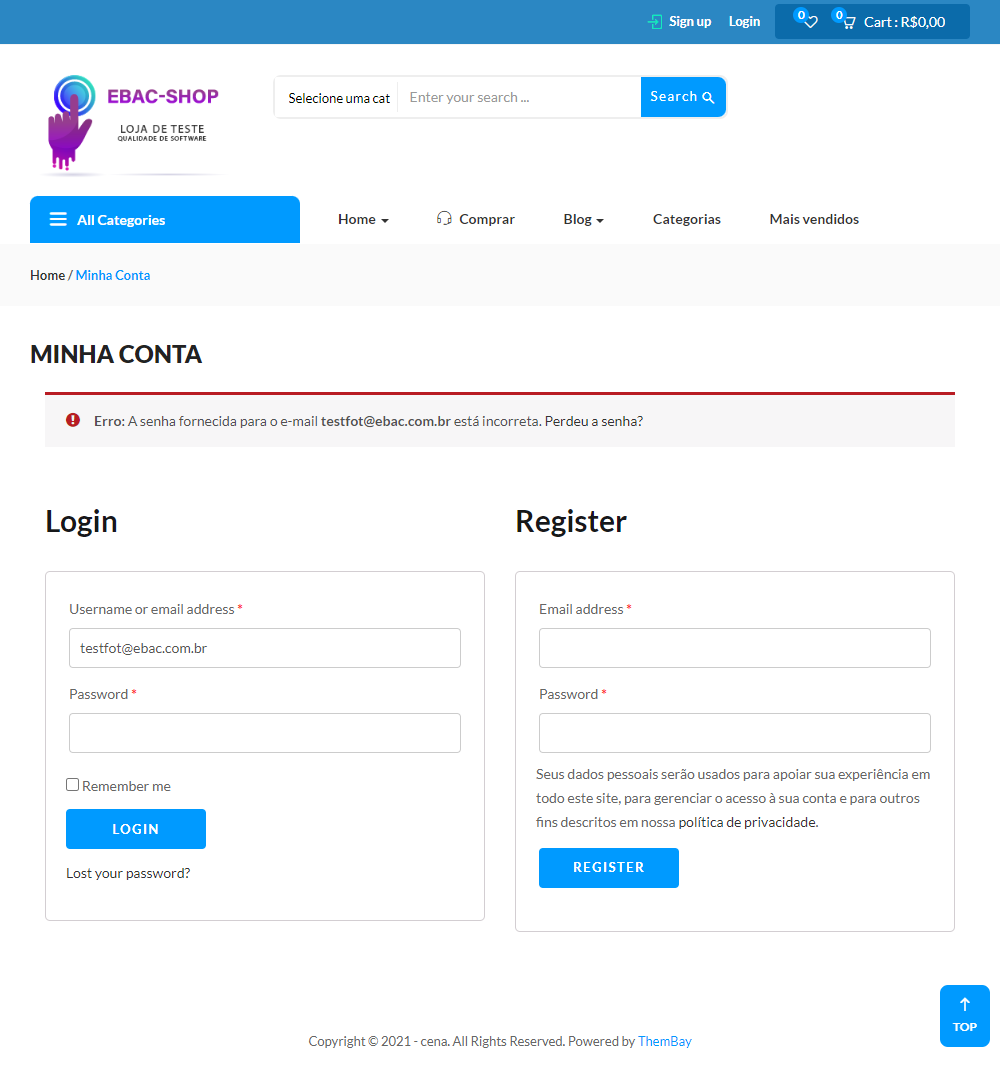 Sign up Login 0 0 Cart : R$0,00
EBAC-SHOP
LOJA DE TESTE
QUALIDADE DE SOFTWARE
Selecione uma cat Enter your search ... Search
All Categories Home Comprar Blog Categorias Mais vendidos
Home / Minha Conta
MINHA CONTA
Erro: A senha fornecida para o e-mail testfot@ebac.com.br está incorreta. Perdeu a senha?
Login
Username or email address *
testfot@ebac.com.br
Password *
Remember me
LOGIN
Lost your password?
Register
Email address *
Password *
Seus dados pessoais serão usados para apoiar sua experiência em
todo este site, para gerenciar o acesso à sua conta e para outros
fins descritos em nossa política de privacidade.
REGISTER
TOP
Copyright © 2021 - cena. All Rights Reserved. Powered by ThemBay